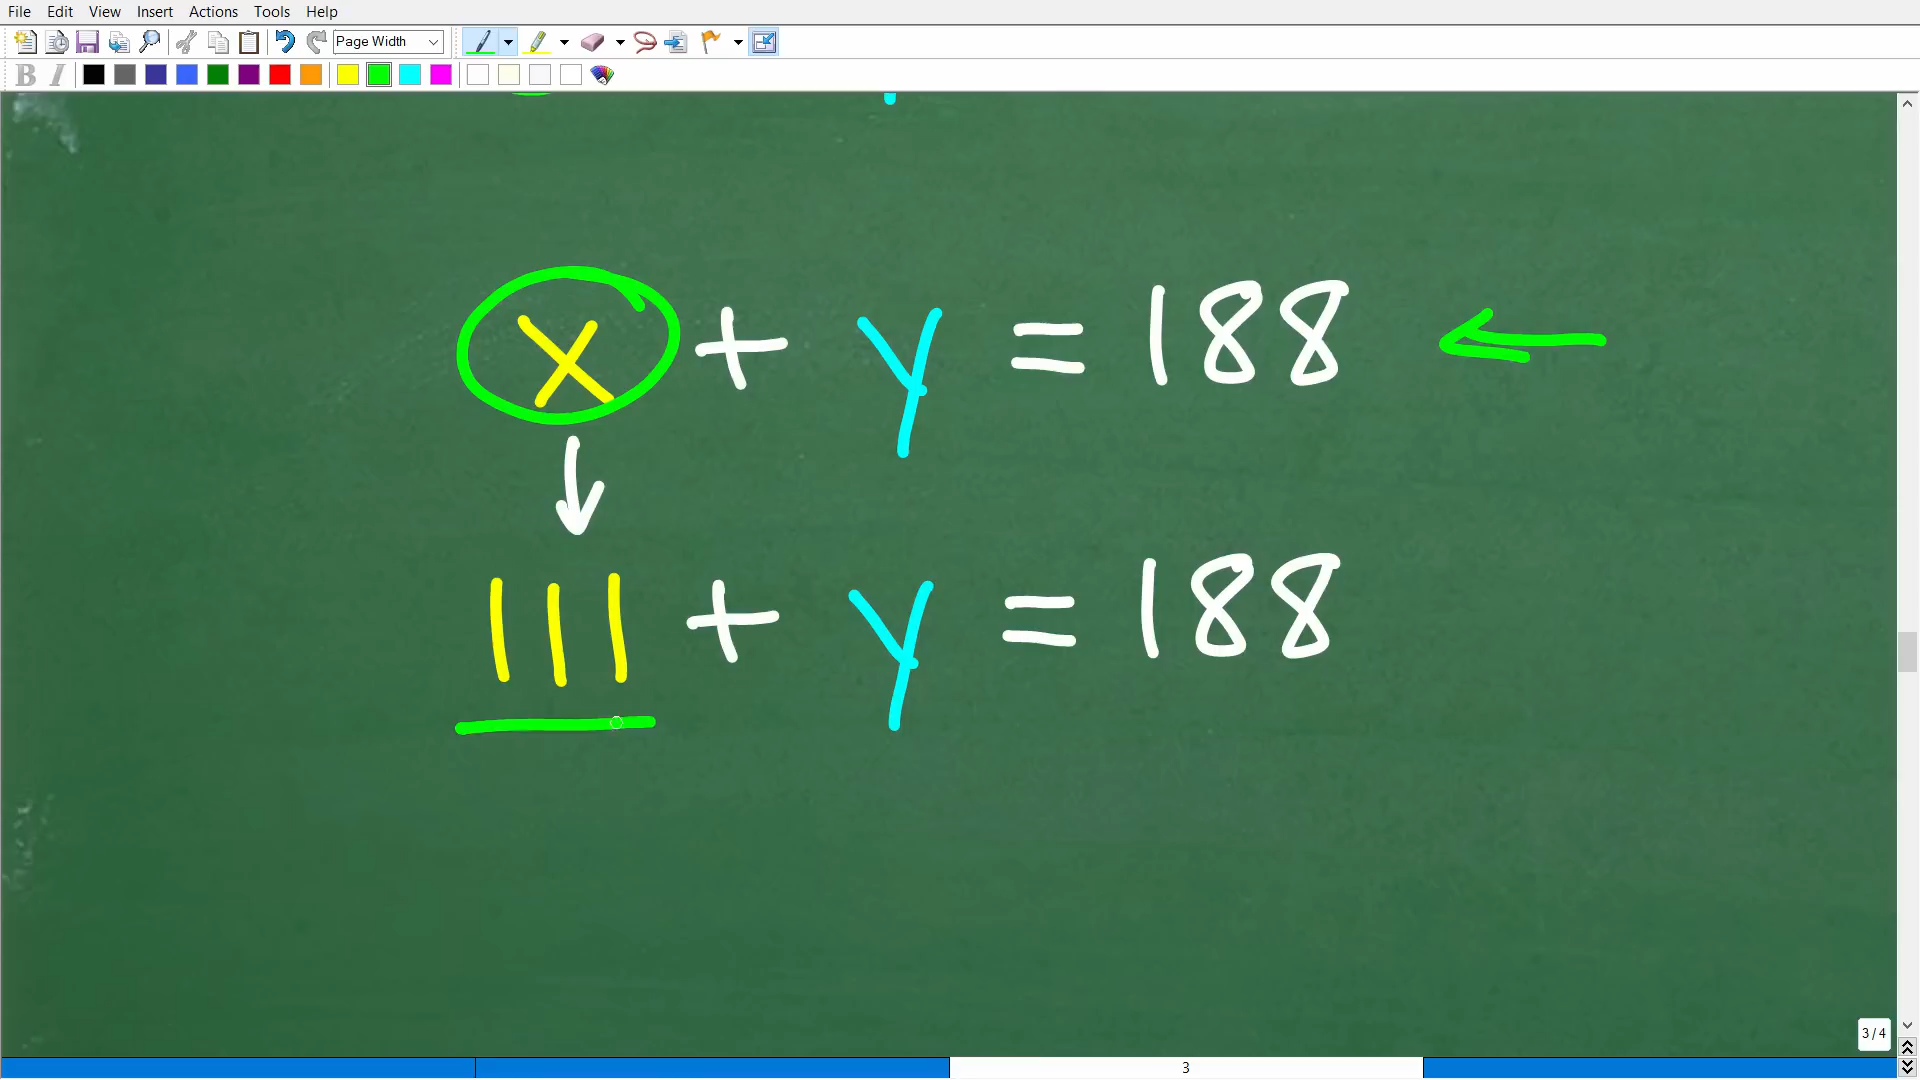 File Edit View Insert Actions Tools Help
Page Width
B I
x + y = 188
111 + y = 188
3 / 4
3